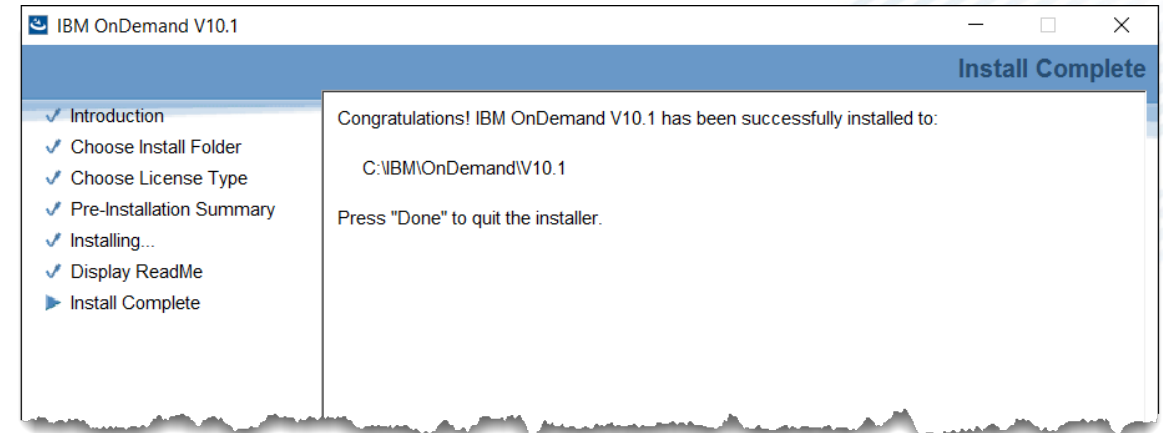 IBM OnDemand V10.1
Install Complete
Introduction
Choose Install Folder
Choose License Type
Pre-Installation Summary
Installing...
Display ReadMe
Install Complete
Congratulations! IBM OnDemand V10.1 has been successfully installed to:
C:\IBM\OnDemand\V10.1
Press "Done" to quit the installer.